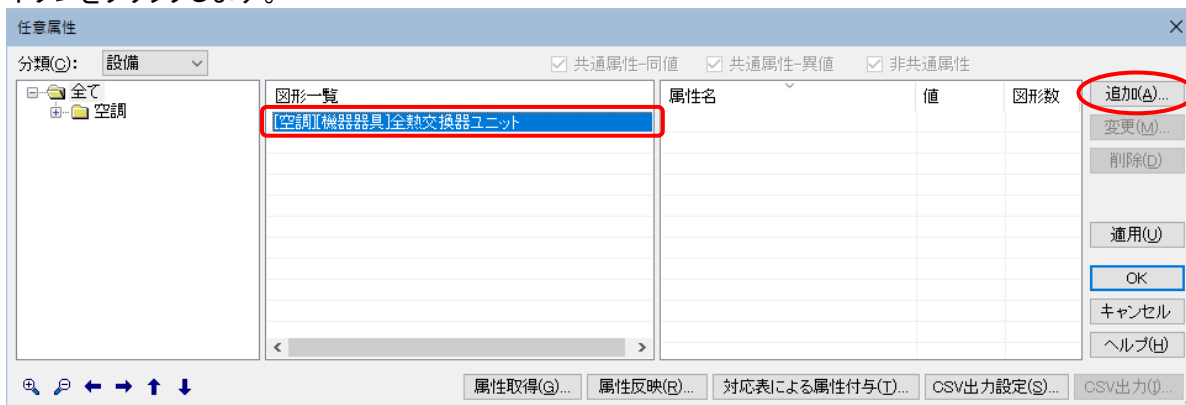 任意属性
分類(C): 設備
共通属性-同値 共通属性-異値 非共通属性
全て
空調
図形一覧
[空調][機器器具]全熱交換器ユニット
属性名 値 図形数
追加(A)...
変更(M)...
削除(D)
適用(U)
OK
キャンセル
ヘルプ(H)
属性取得(G)... 属性反映(R)... 対応表による属性付与(T)... CSV出力設定(S)... CSV出力(I)...